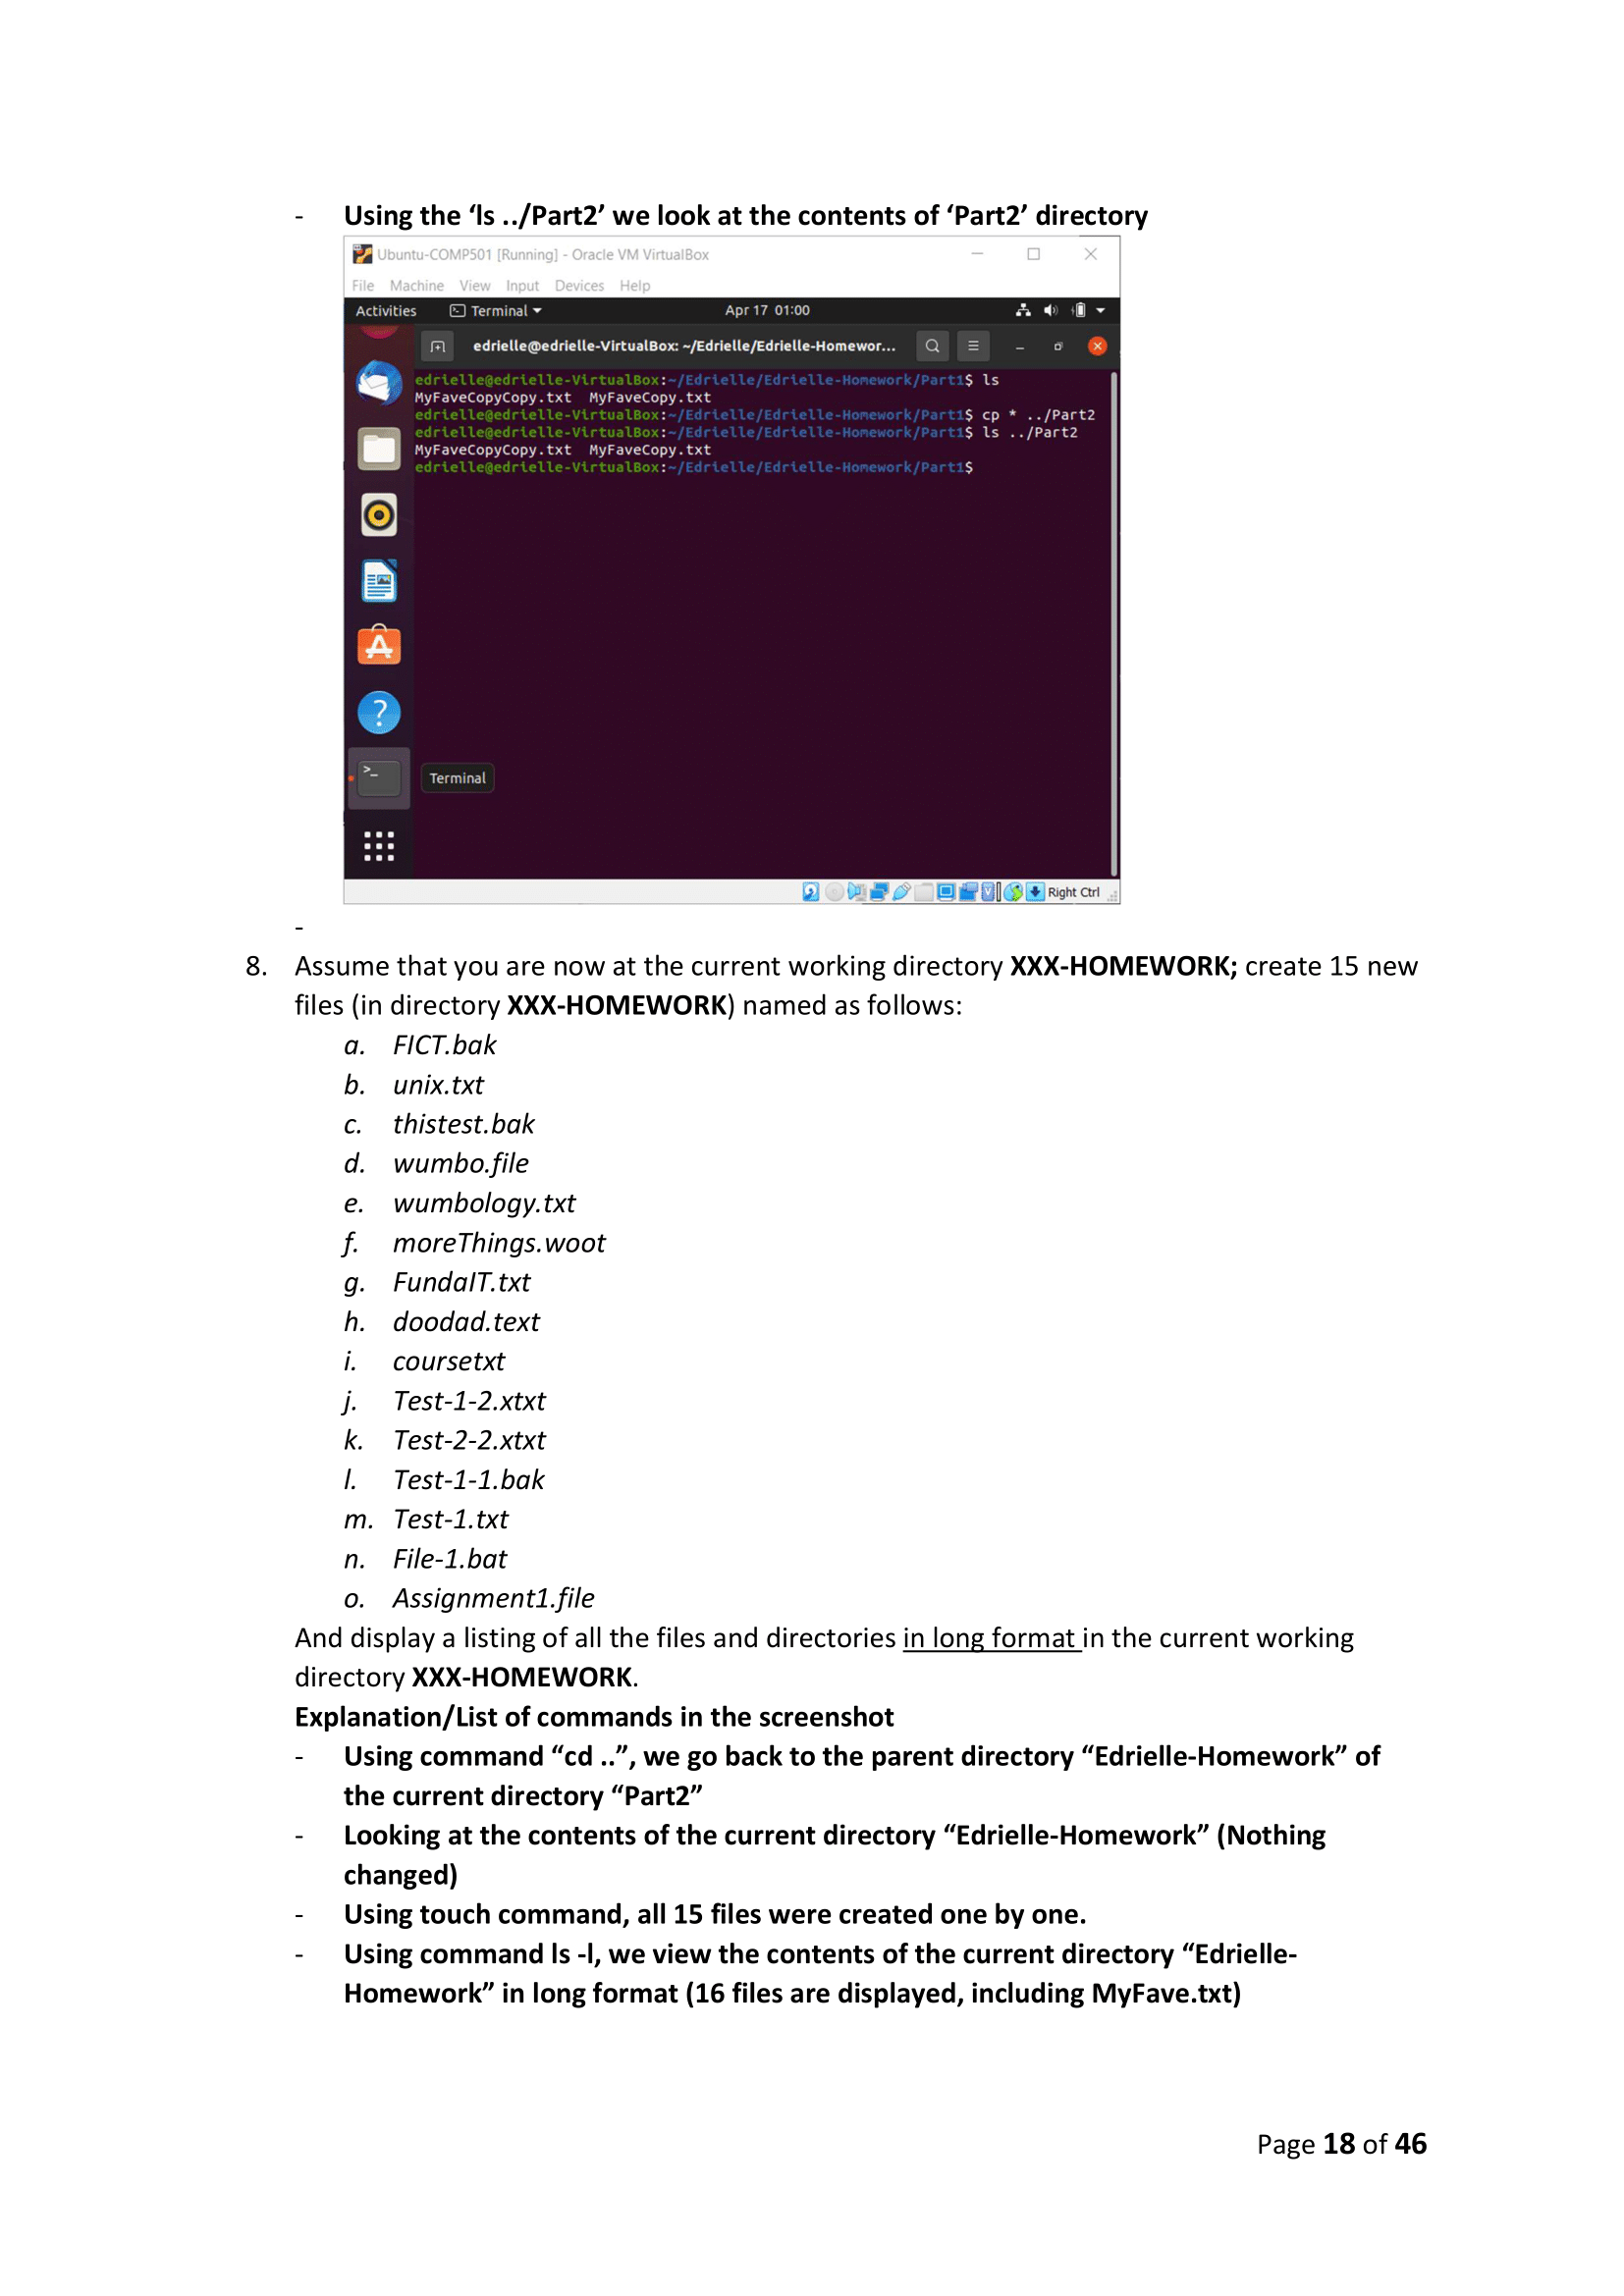 - Using the ‘ls ../Part2’ we look at the contents of ‘Part2’ directory
Ubuntu-COMP501 [Running] - Oracle VM VirtualBox
File Machine View Input Devices Help
Activities Terminal Apr 17 01:00
edrielle@edrielle-VirtualBox: ~/Edrielle/Edrielle-Homewor...
edrielle@edrielle-VirtualBox:~/Edrielle/Edrielle-Homework/Part1$ ls
MyFaveCopyCopy.txt MyFaveCopy.txt
edrielle@edrielle-VirtualBox:~/Edrielle/Edrielle-Homework/Part1$ cp * ../Part2
edrielle@edrielle-VirtualBox:~/Edrielle/Edrielle-Homework/Part1$ ls ../Part2
MyFaveCopyCopy.txt MyFaveCopy.txt
edrielle@edrielle-VirtualBox:~/Edrielle/Edrielle-Homework/Part1$
Terminal
Right Ctrl
-
8. Assume that you are now at the current working directory XXX-HOMEWORK; create 15 new
files (in directory XXX-HOMEWORK) named as follows:
a. FICT.bak
b. unix.txt
c. thistest.bak
d. wumbo.file
e. wumbology.txt
f. moreThings.woot
g. FundaIT.txt
h. doodad.text
i. coursetxt
j. Test-1-2.xtxt
k. Test-2-2.xtxt
l. Test-1-1.bak
m. Test-1.txt
n. File-1.bat
o. Assignment1.file
And display a listing of all the files and directories in long format in the current working
directory XXX-HOMEWORK.
Explanation/List of commands in the screenshot
- Using command “cd ..”, we go back to the parent directory “Edrielle-Homework” of
the current directory “Part2”
- Looking at the contents of the current directory “Edrielle-Homework” (Nothing
changed)
- Using touch command, all 15 files were created one by one.
- Using command ls -l, we view the contents of the current directory “Edrielle-
Homework” in long format (16 files are displayed, including MyFave.txt)
Page 18 of 46